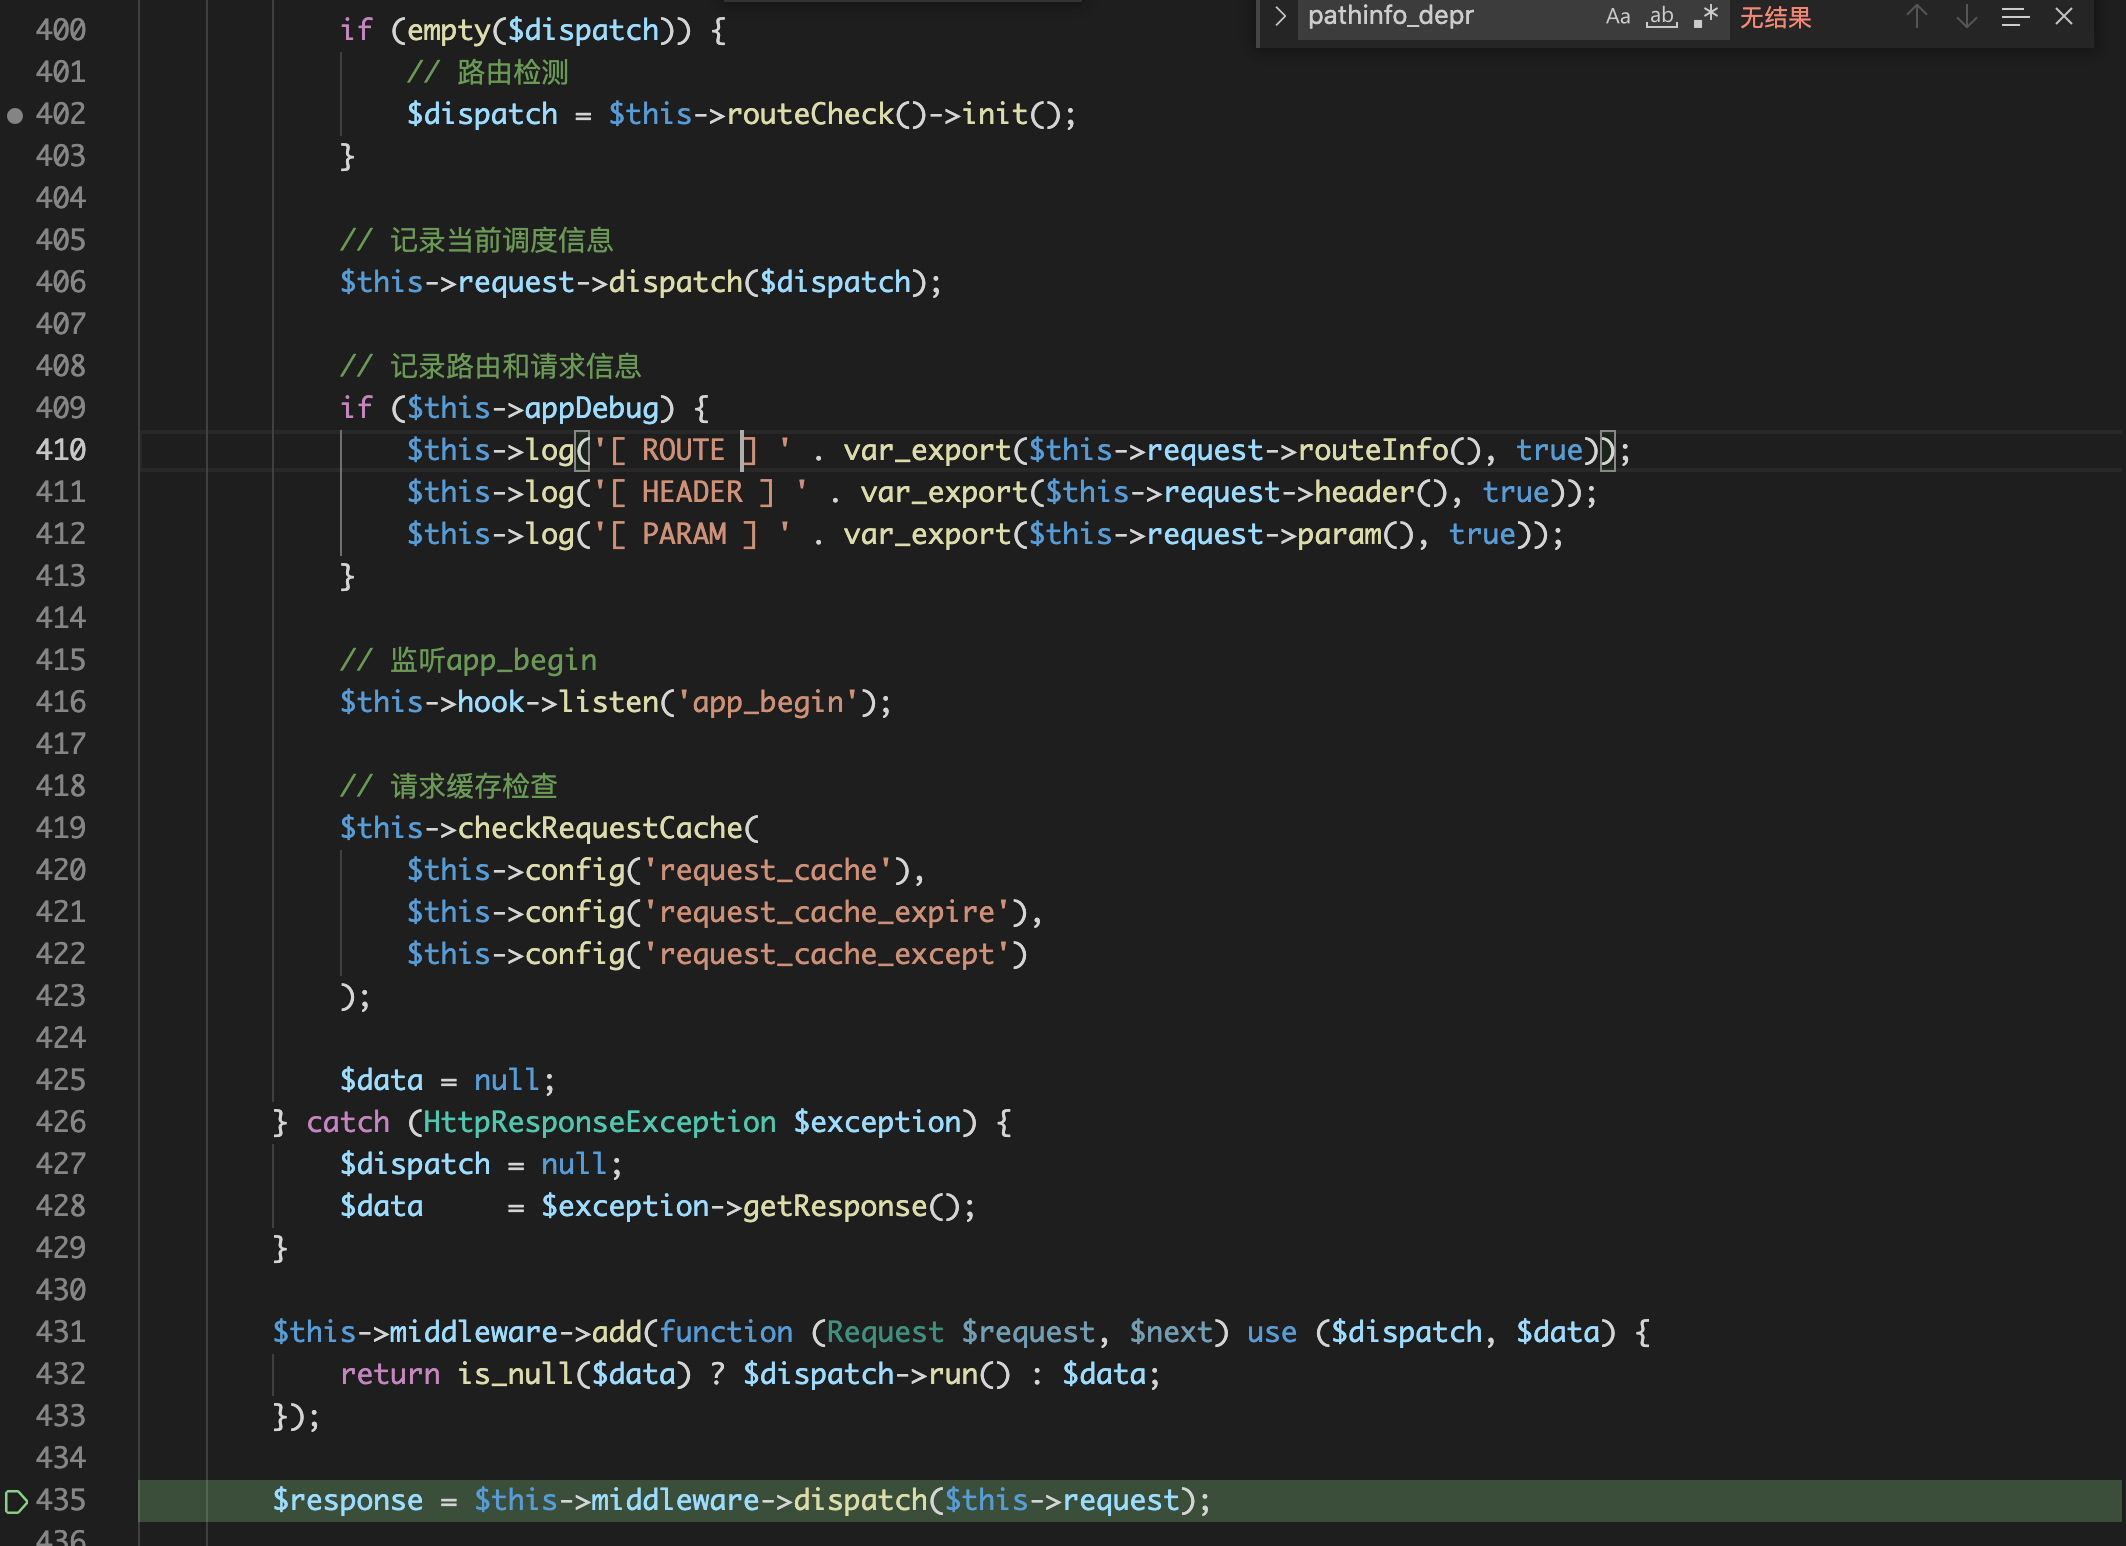 pathinfo_depr Aa ab .* 无结果
400 if (empty($dispatch)) {
401 // 路由检测
402 $dispatch = $this->routeCheck()->init();
403 }
404
405 // 记录当前调度信息
406 $this->request->dispatch($dispatch);
407
408 // 记录路由和请求信息
409 if ($this->appDebug) {
410 $this->log('[ ROUTE ] ' . var_export($this->request->routeInfo(), true));
411 $this->log('[ HEADER ] ' . var_export($this->request->header(), true));
412 $this->log('[ PARAM ] ' . var_export($this->request->param(), true));
413 }
414
415 // 监听app_begin
416 $this->hook->listen('app_begin');
417
418 // 请求缓存检查
419 $this->checkRequestCache(
420 $this->config('request_cache'),
421 $this->config('request_cache_expire'),
422 $this->config('request_cache_except')
423 );
424
425 $data = null;
426 } catch (HttpResponseException $exception) {
427 $dispatch = null;
428 $data     = $exception->getResponse();
429 }
430
431 $this->middleware->add(function (Request $request, $next) use ($dispatch, $data) {
432 return is_null($data) ? $dispatch->run() : $data;
433 });
434
435 $response = $this->middleware->dispatch($this->request);
436